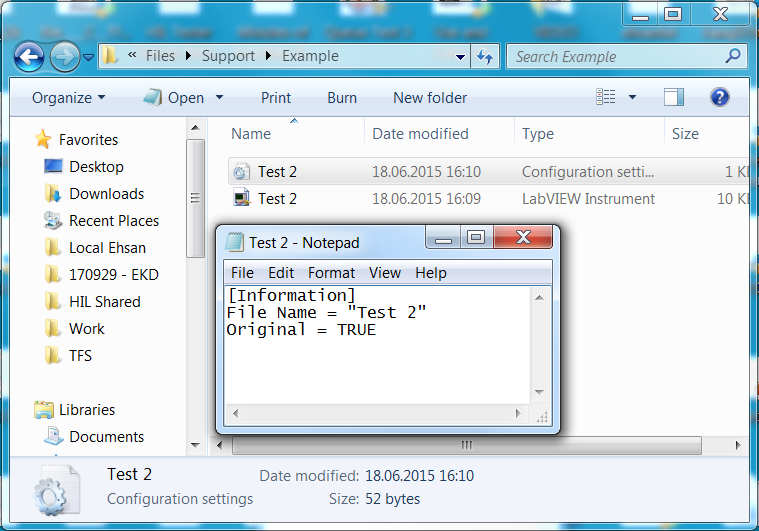 « Files Support Example
Search Example
Organize Open Print Burn New folder
Name Date modified Type Size
Favorites
Desktop
Downloads
Recent Places
Local Ehsan
170929 - EKD
HIL Shared
Work
TFS
Libraries
Documents
Test 2 18.06.2015 16:10 Configuration setti... 1 KB
Test 2 18.06.2015 16:09 LabVIEW Instrument 10 KB
Test 2 - Notepad
File Edit Format View Help
[Information]
File Name = "Test 2"
Original = TRUE
Test 2 Date modified: 18.06.2015 16:10
Configuration settings Size: 52 bytes